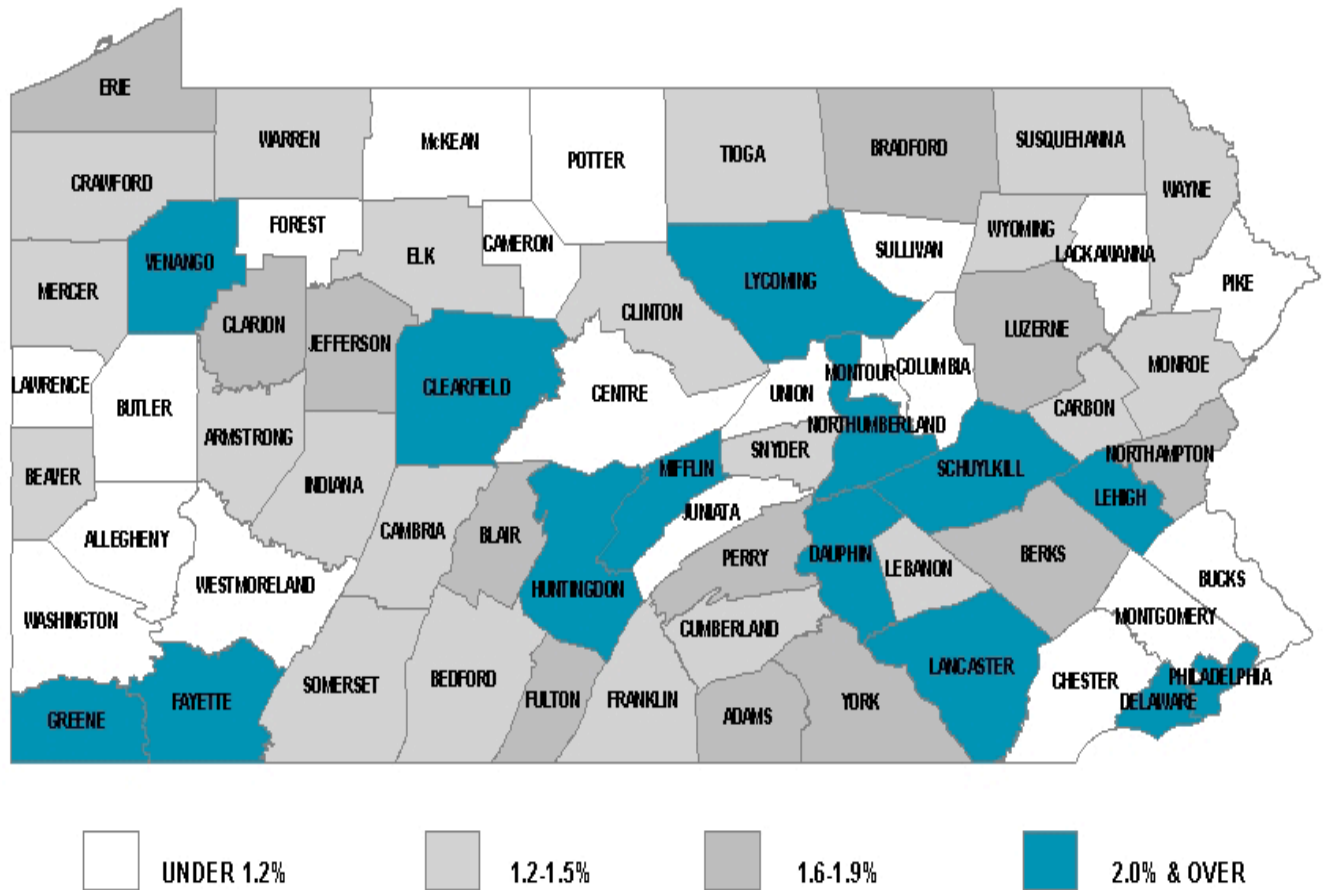 ERIE
WARREN
McKEAN
POTTER
TIOGA
BRADFORD
SUSQUEHANNA
CRAWFORD
WAYNE
FOREST
WYOMING
VENANGO
ELK
CAMERON
SULLIVAN
LACKAWANNA
MERCER
LYCOMING
PIKE
CLARION
CLINTON
LUZERNE
JEFFERSON
LAWRENCE
CLEARFIELD
MONTOUR
COLUMBIA
MONROE
BUTLER
CENTRE
UNION
CARBON
ARMSTRONG
NORTHUMBERLAND
BEAVER
INDIANA
MIFFLIN
SNYDER
SCHUYLKILL
NORTHAMPTON
LEHIGH
ALLEGHENY
CAMBRIA
BLAIR
JUNIATA
WESTMORELAND
HUNTINGDON
PERRY
DAUPHIN
LEBANON
BERKS
BUCKS
WASHINGTON
CUMBERLAND
MONTGOMERY
GREENE
FAYETTE
SOMERSET
BEDFORD
FULTON
FRANKLIN
ADAMS
YORK
LANCASTER
CHESTER
DELAWARE
PHILADELPHIA
UNDER 1.2%
1.2-1.5%
1.6-1.9%
2.0% & OVER